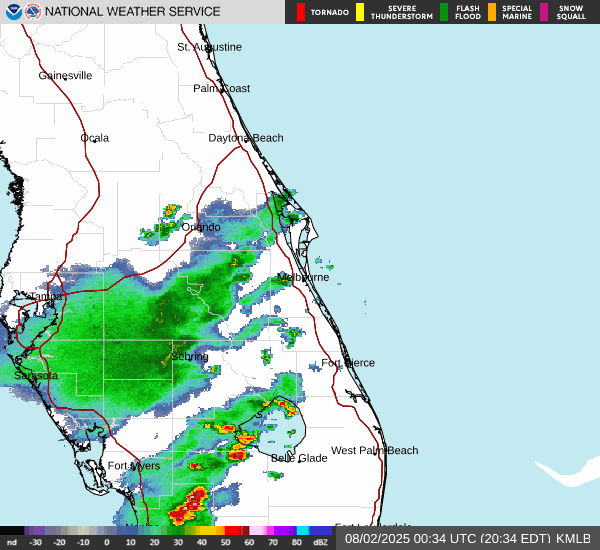 NATIONAL WEATHER SERVICE
TORNADO
SEVERE
THUNDERSTORM
FLASH
FLOOD
SPECIAL
MARINE
SNOW
SQUALL
St. Augustine
Gainesville
Palm Coast
Ocala
Daytona Beach
Orlando
Melbourne
Tampa
Sebring
Fort Pierce
Sarasota
West Palm Beach
Belle Glade
Fort Myers
nd -30 -20 -10 0 10 20 30 40 50 60 70 80 dBZ
08/02/2025 00:34 UTC (20:34 EDT) KMLB